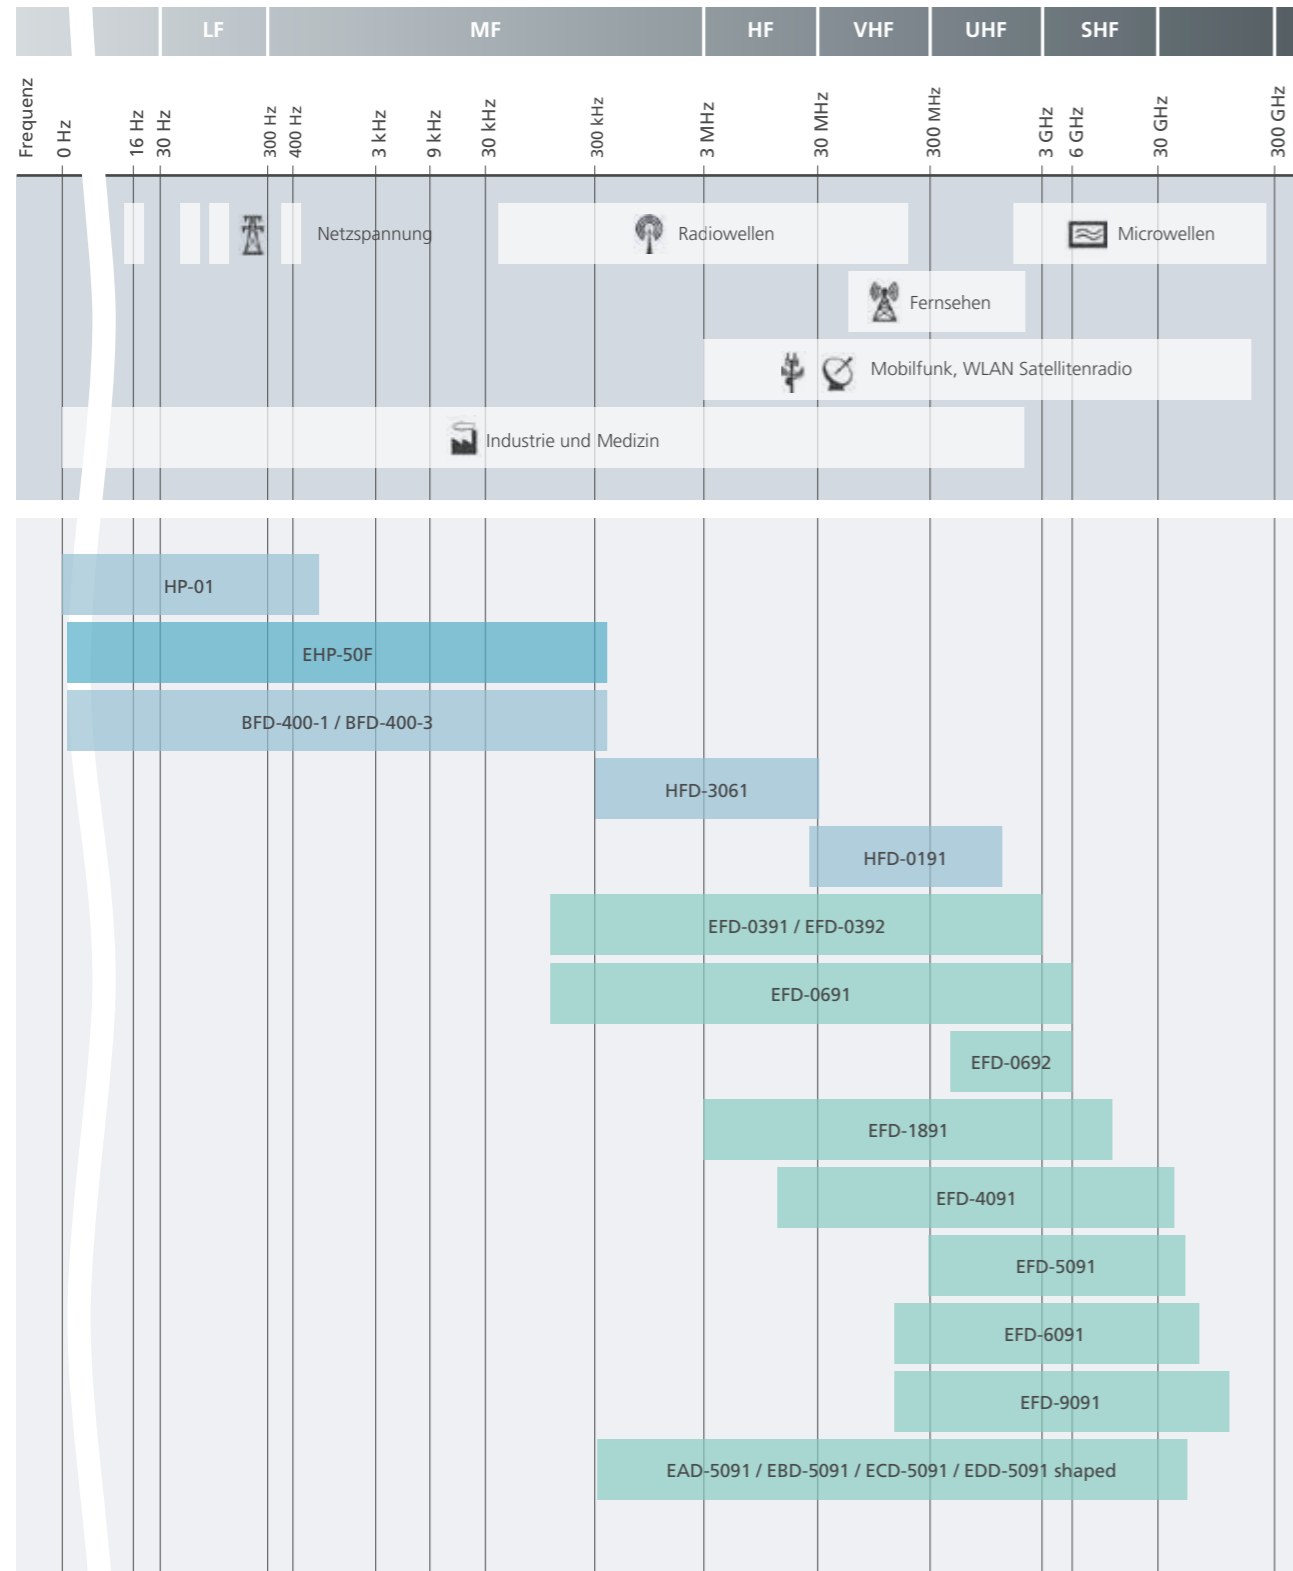 LF
MF
HF
VHF
UHF
SHF
Frequenz
0 Hz
16 Hz
30 Hz
300 Hz
400 Hz
3 kHz
9 kHz
30 kHz
300 kHz
3 MHz
30 MHz
300 MHz
3 GHz
6 GHz
30 GHz
300 GHz
Netzspannung
Radiowellen
Microwellen
Fernsehen
Mobilfunk, WLAN Satellitenradio
Industrie und Medizin
HP-01
EHP-50F
BFD-400-1 / BFD-400-3
HFD-3061
HFD-0191
EFD-0391 / EFD-0392
EFD-0691
EFD-0692
EFD-1891
EFD-4091
EFD-5091
EFD-6091
EFD-9091
EAD-5091 / EBD-5091 / ECD-5091 / EDD-5091 shaped